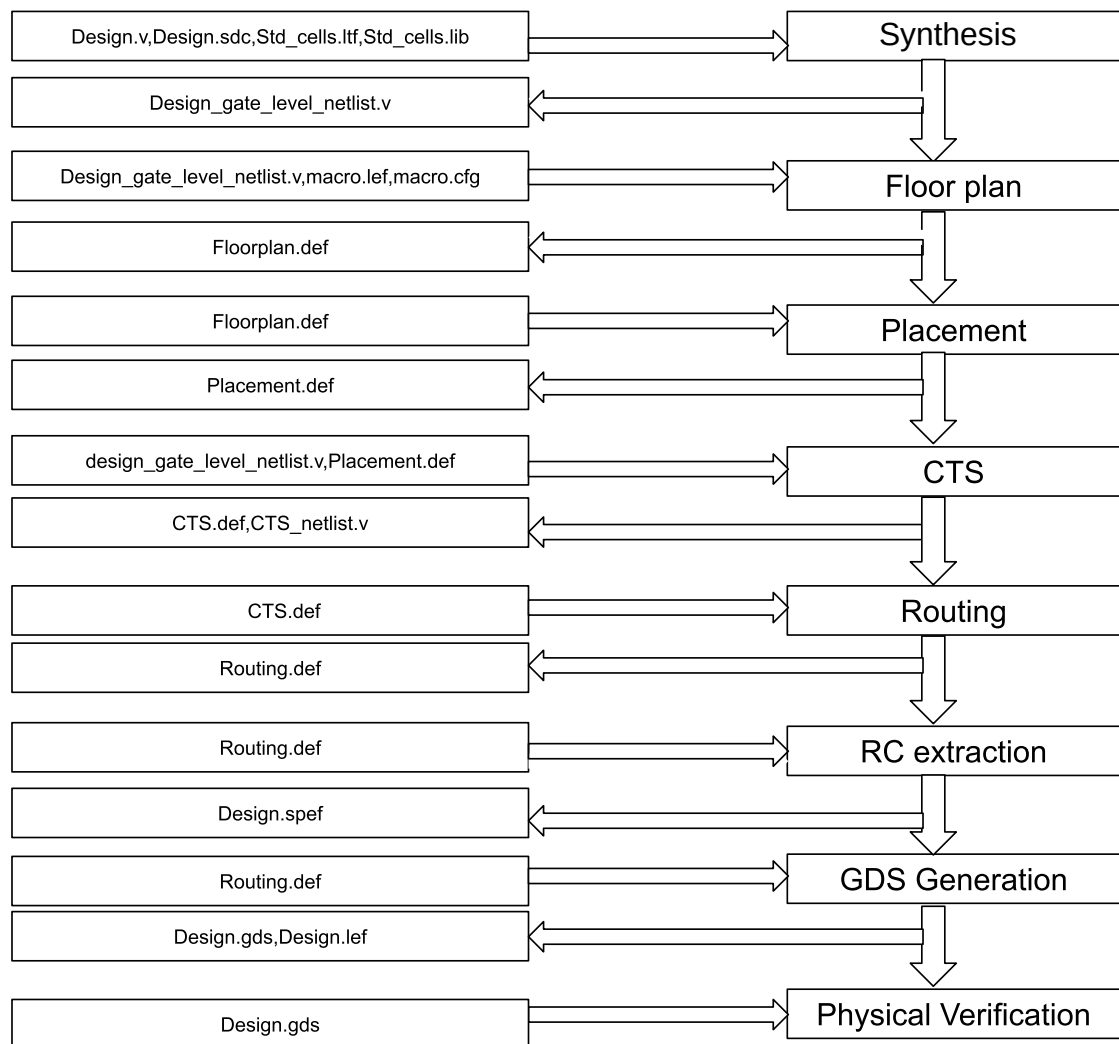 Design.v,Design.sdc,Std_cells.ltf,Std_cells.lib
Synthesis
Design_gate_level_netlist.v
Design_gate_level_netlist.v,macro.lef,macro.cfg
Floor plan
Floorplan.def
Floorplan.def
Placement
Placement.def
design_gate_level_netlist.v,Placement.def
CTS
CTS.def,CTS_netlist.v
CTS.def
Routing
Routing.def
Routing.def
RC extraction
Design.spef
Routing.def
GDS Generation
Design.gds,Design.lef
Design.gds
Physical Verification